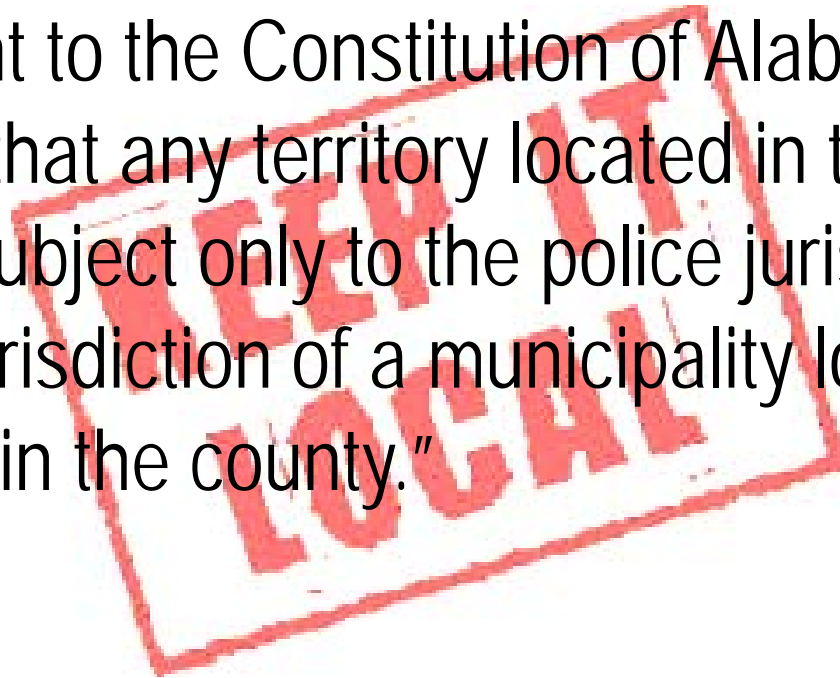 nt to the Constitution of Alab
that any territory located in t
ubject only to the police juris
risdiction of a municipality lo
in the county.”
KEEP IT
LOCAL